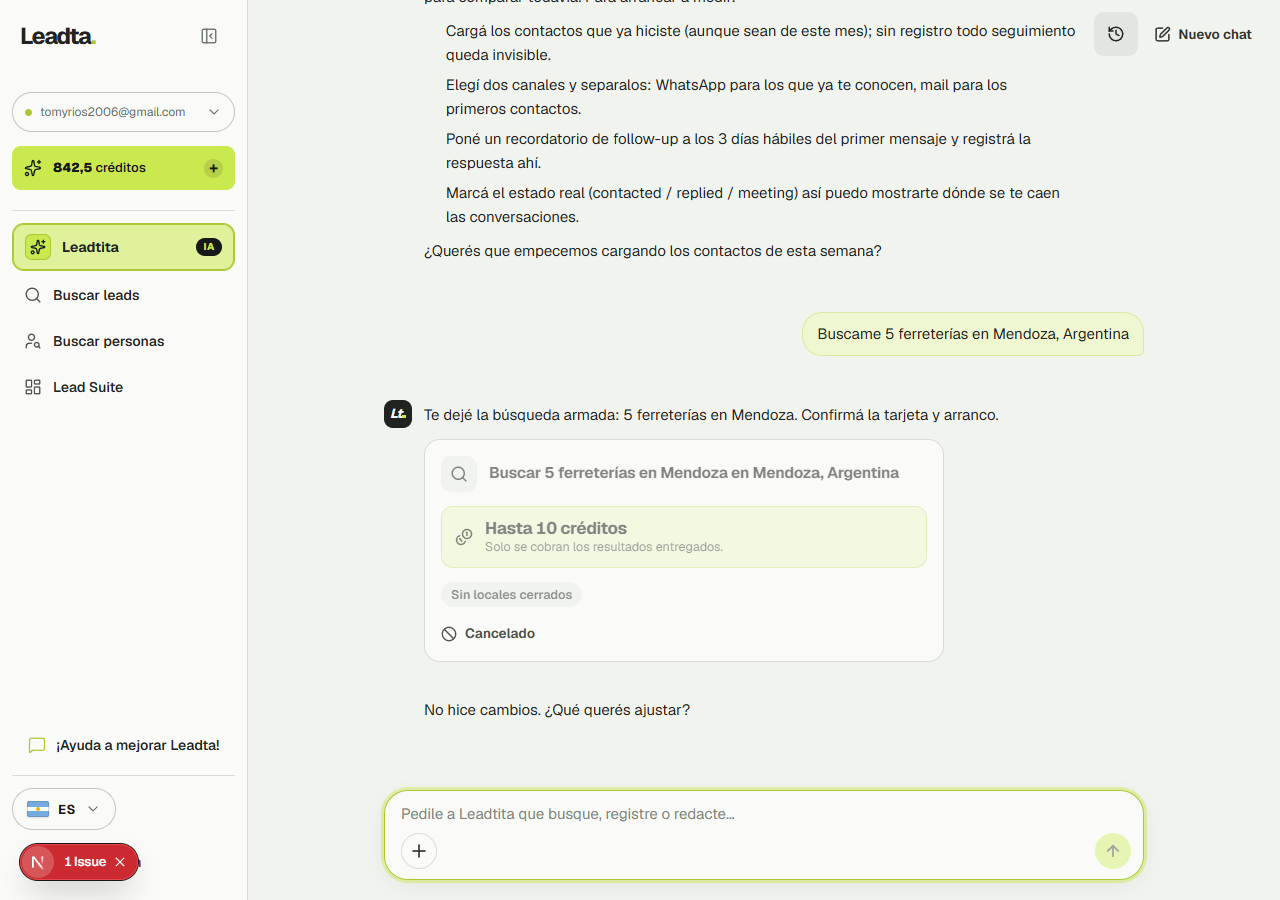 Leadta.
tomyrios2006@gmail.com
842,5 créditos
Leadtita
IA
Buscar leads
Buscar personas
Lead Suite
¡Ayuda a mejorar Leadta!
ES
1 Issue
Nuevo chat
Cargá los contactos que ya hiciste (aunque sean de este mes); sin registro todo seguimiento
queda invisible.
Elegí dos canales y separalos: WhatsApp para los que ya te conocen, mail para los
primeros contactos.
Poné un recordatorio de follow-up a los 3 días hábiles del primer mensaje y registrá la
respuesta ahí.
Marcá el estado real (contacted / replied / meeting) así puedo mostrarte dónde se te caen
las conversaciones.
¿Querés que empecemos cargando los contactos de esta semana?
Buscame 5 ferreterías en Mendoza, Argentina
Lt.
Te dejé la búsqueda armada: 5 ferreterías en Mendoza. Confirmá la tarjeta y arranco.
Buscar 5 ferreterías en Mendoza en Mendoza, Argentina
Hasta 10 créditos
Solo se cobran los resultados entregados.
Sin locales cerrados
Cancelado
No hice cambios. ¿Qué querés ajustar?
Pedile a Leadtita que busque, registre o redacte…